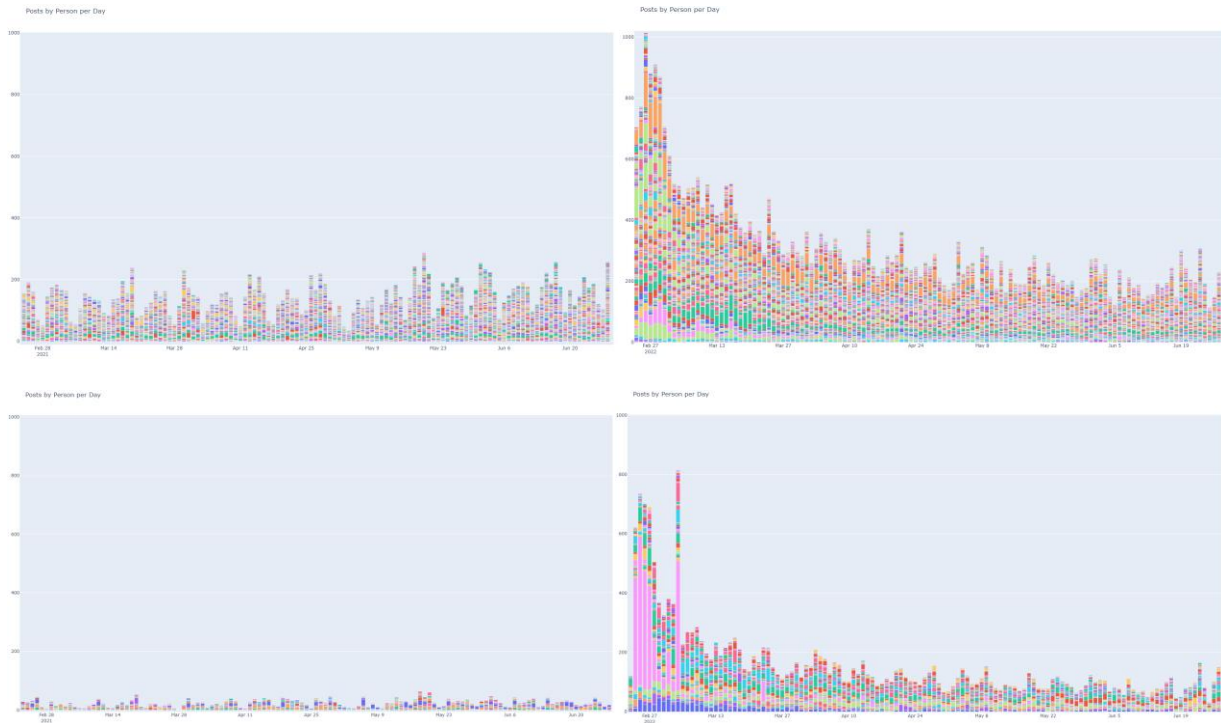 Posts by Person per Day
1000
800
600
400
200
0
Feb 28
2021
Mar 14
Mar 28
Apr 11
Apr 25
May 9
May 23
Jun 6
Jun 20
Posts by Person per Day
1000
800
600
400
200
0
Feb 27
2022
Mar 13
Mar 27
Apr 10
Apr 24
May 8
May 22
Jun 5
Jun 19
Posts by Person per Day
1000
800
600
400
200
0
Feb 28
2021
Mar 14
Mar 28
Apr 11
Apr 25
May 9
May 23
Jun 6
Jun 20
Posts by Person per Day
1000
800
600
400
200
0
Feb 27
2022
Mar 13
Mar 27
Apr 10
Apr 24
May 8
May 22
Jun 5
Jun 19